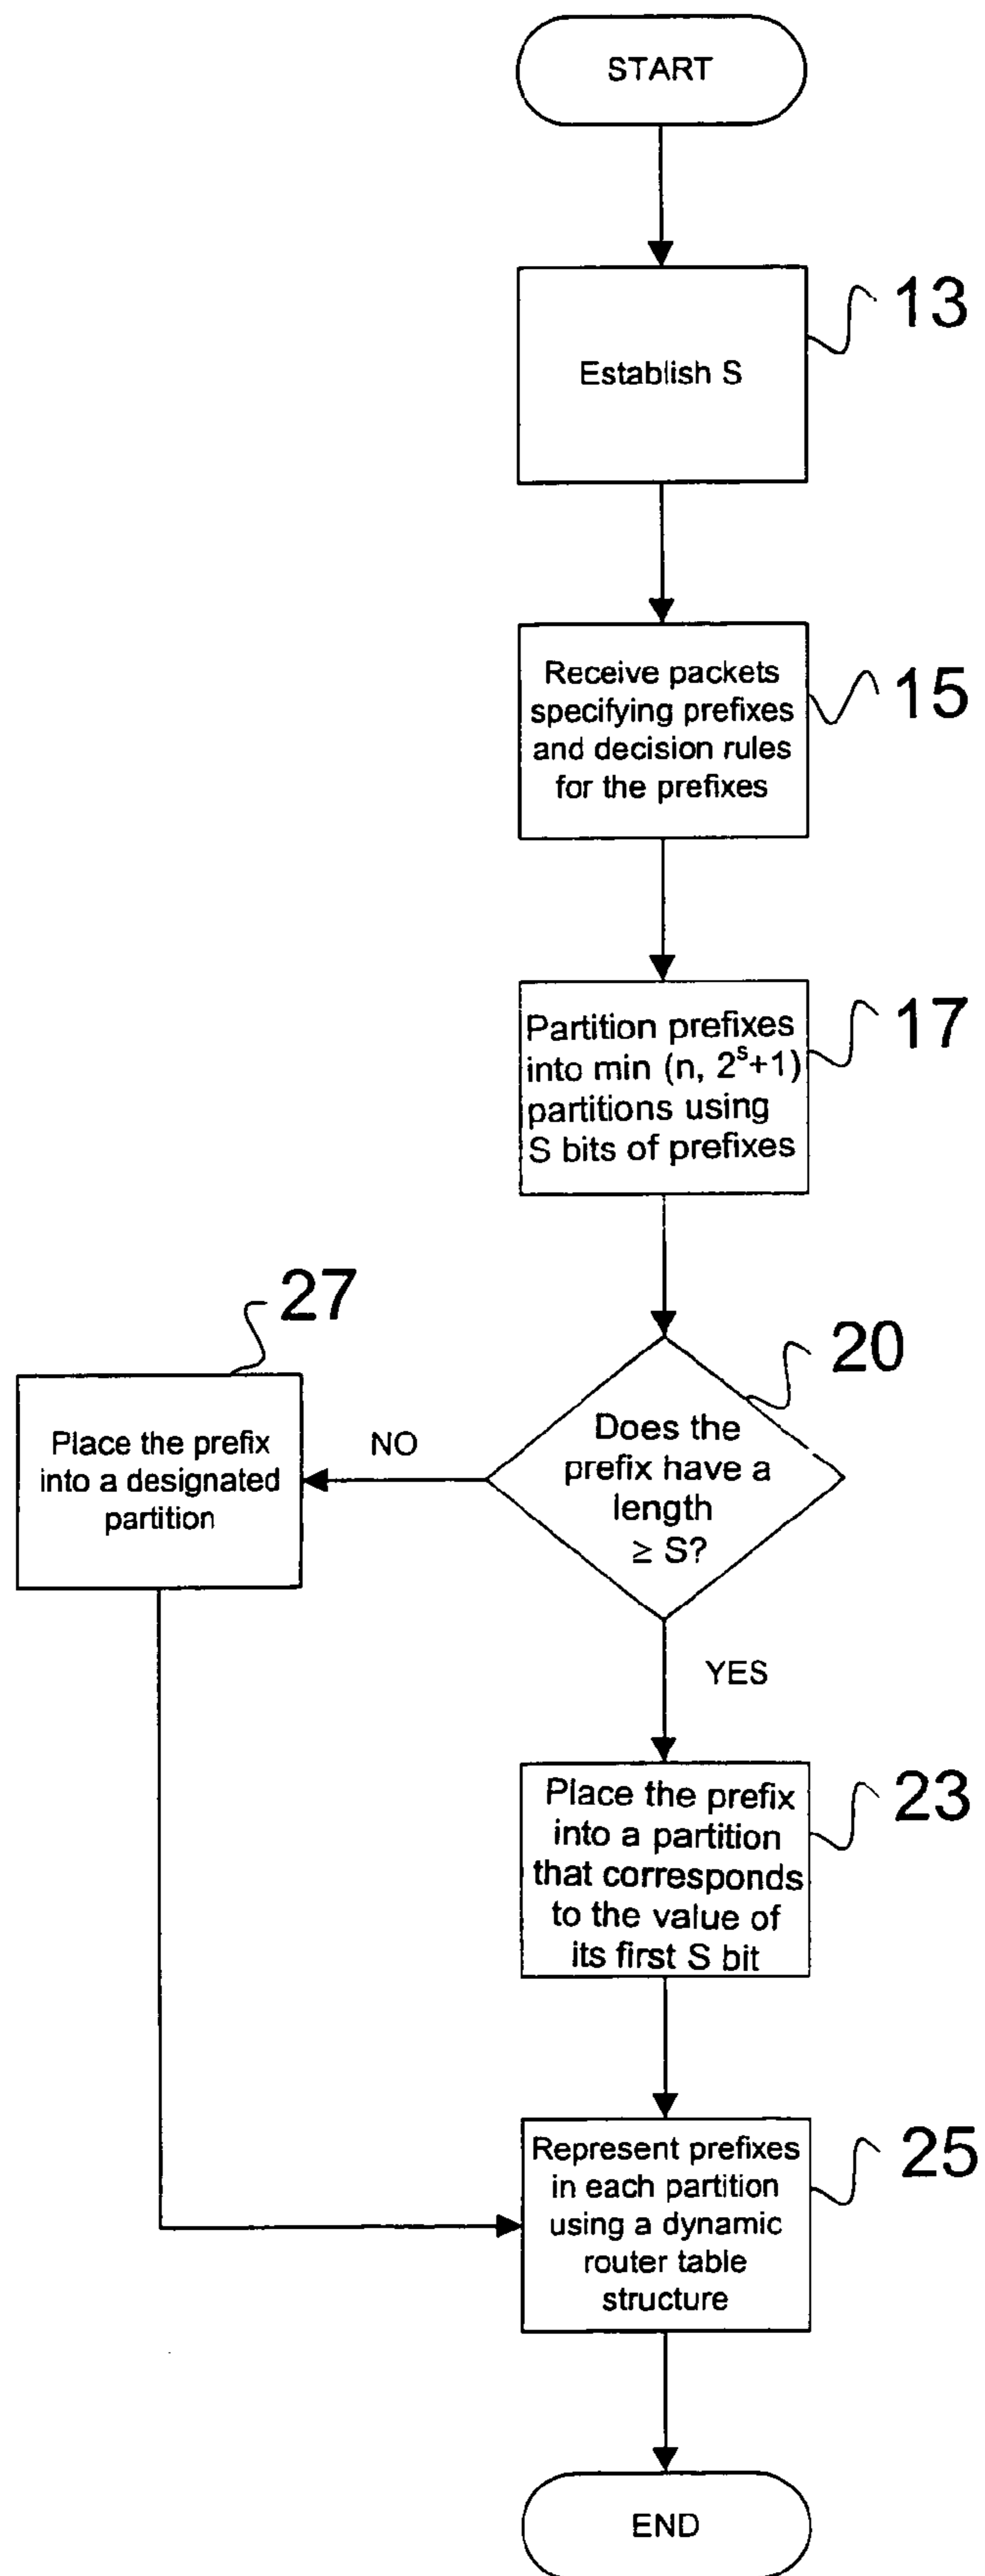 START
13
Establish S
15
Receive packets
specifying prefixes
and decision rules
for the prefixes
17
Partition prefixes
into min (n, 2ˢ+1)
partitions using
S bits of prefixes
27
20
Place the prefix
into a designated
partition
NO
Does the
prefix have a
length
≥ S?
YES
23
Place the prefix
into a partition
that corresponds
to the value of
its first S bit
25
Represent prefixes
in each partition
using a dynamic
router table
structure
END